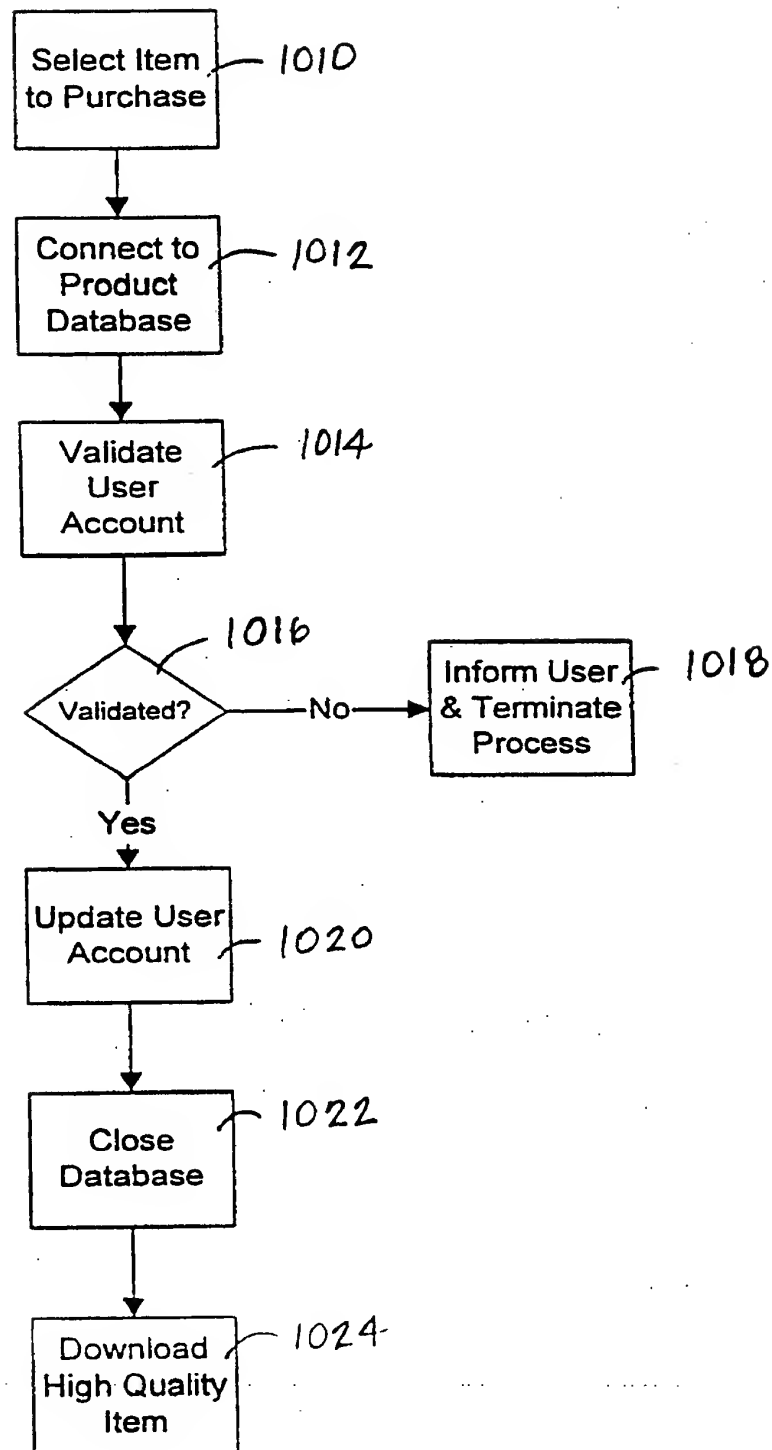 Select Item
to Purchase
1010
Connect to
Product
Database
1012
Validate
User
Account
1014
Validated?
1016
No
Inform User
& Terminate
Process
1018
Yes
Update User
Account
1020
Close
Database
1022
Download
High Quality
Item
1024